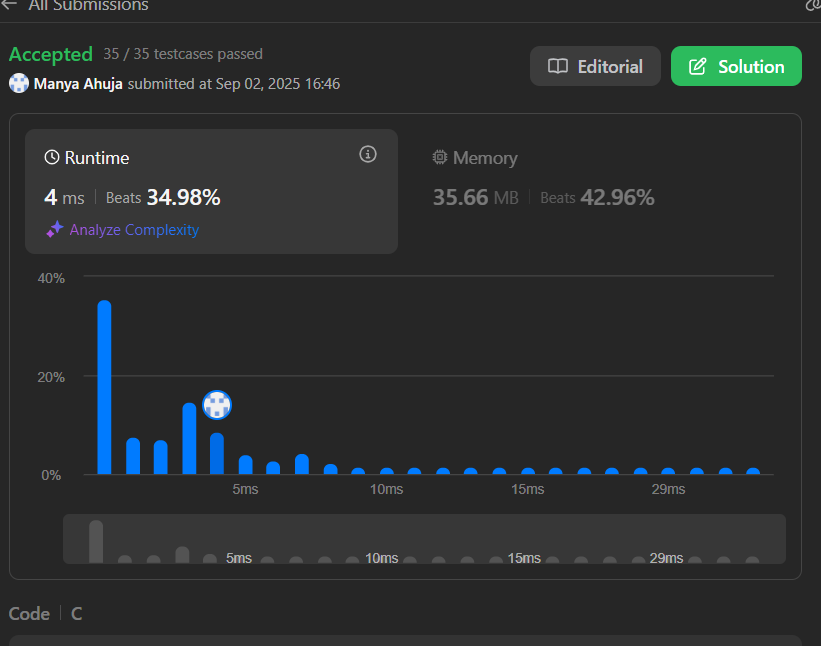 All Submissions
Accepted 35 / 35 testcases passed
Manya Ahuja submitted at Sep 02, 2025 16:46
Editorial
Solution
Runtime
4 ms | Beats 34.98%
Analyze Complexity
Memory
35.66 MB | Beats 42.96%
40%
20%
0%
5ms 10ms 15ms 29ms
5ms 10ms 15ms 29ms
Code | C